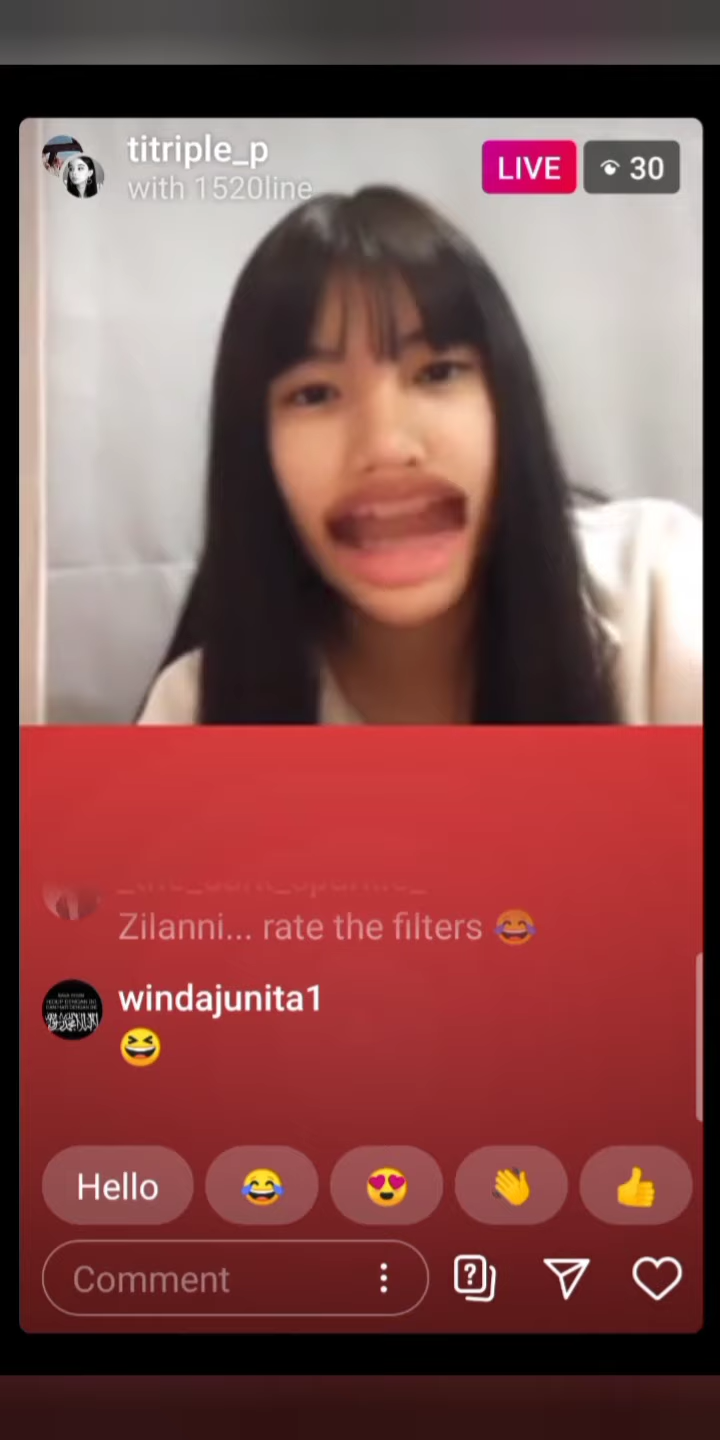 titriple_p
with 1520line
LIVE
30
Zilanni... rate the filters 😂
windajunita1
😆
Hello
😂
😍
👏
👍
Comment